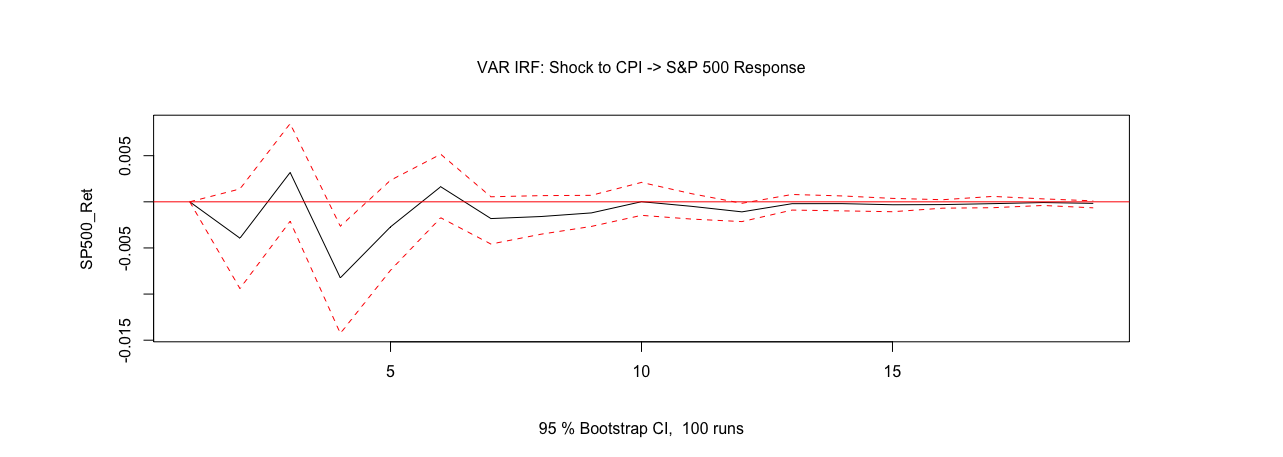 VAR IRF: Shock to CPI -> S&P 500 Response
SP500_Ret
0.005
-0.005
-0.015
5 10 15
95 % Bootstrap CI,  100 runs